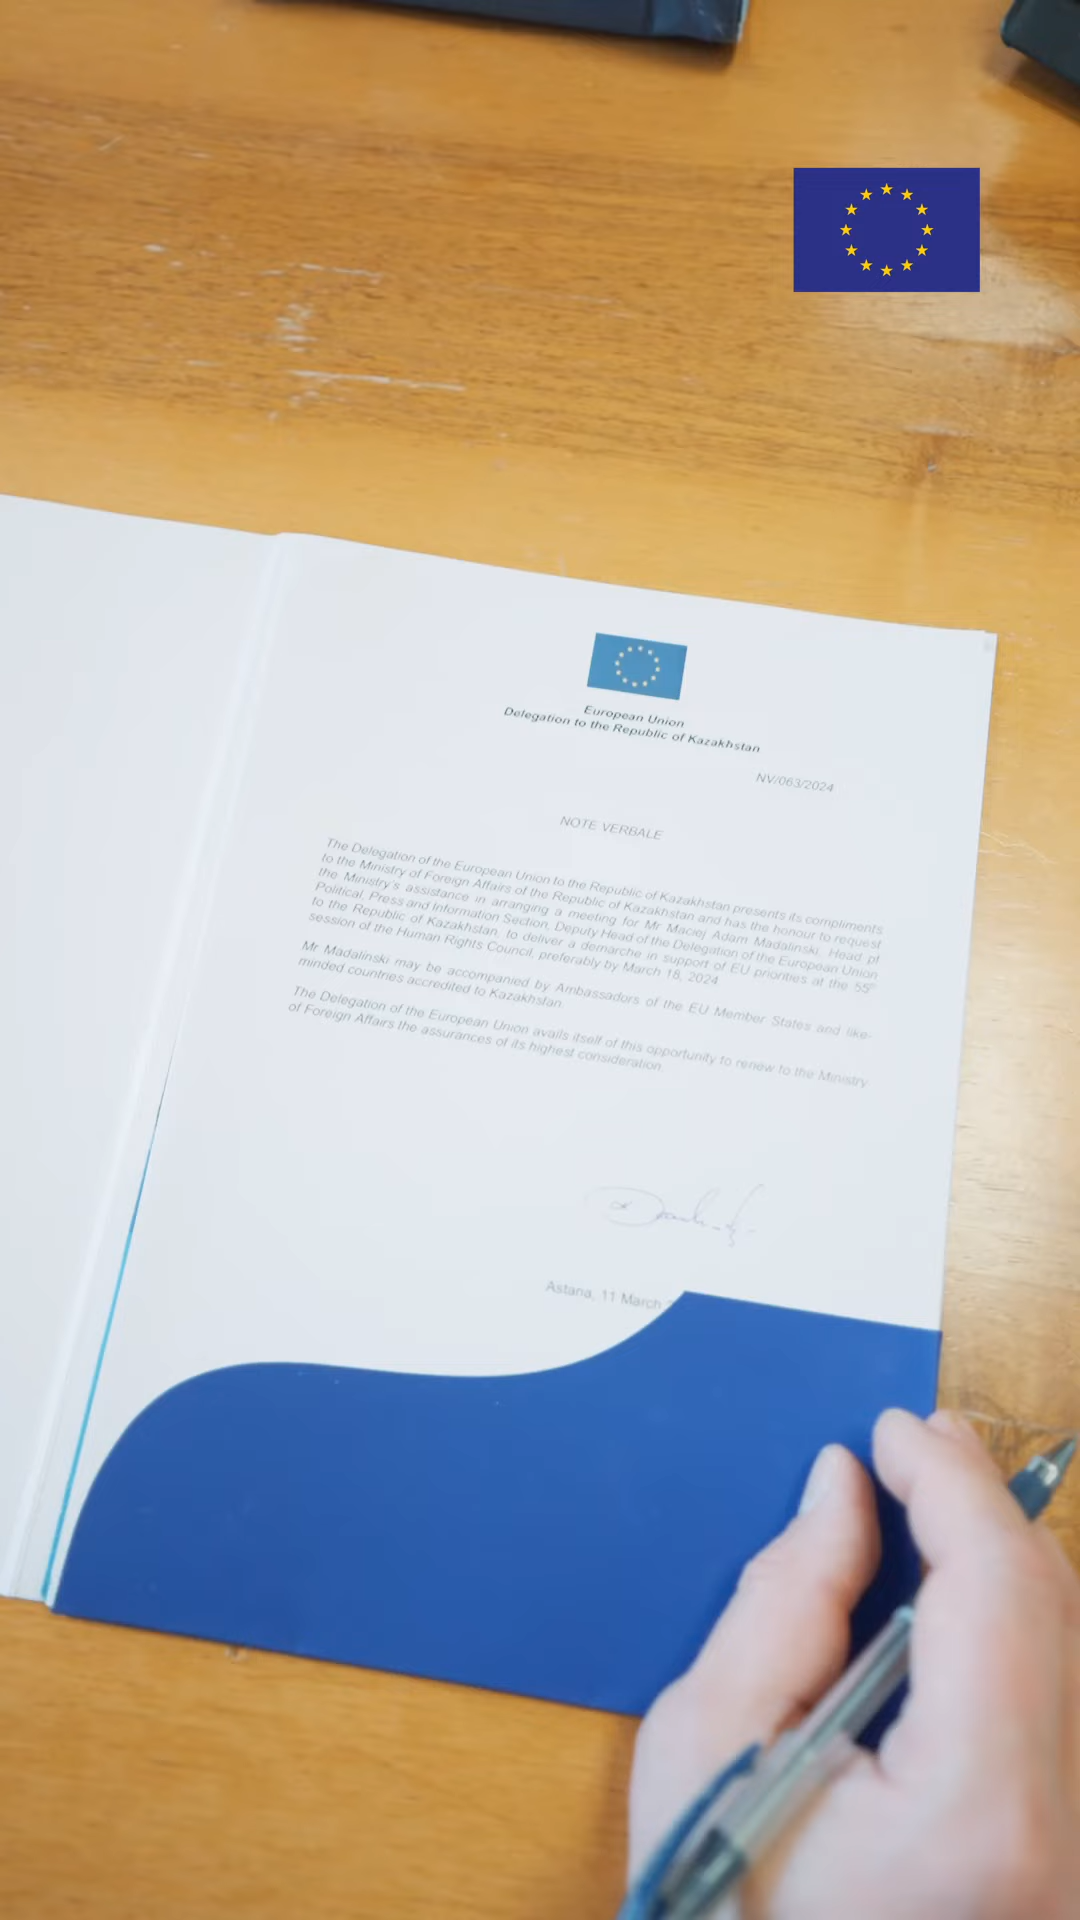 European Union
Delegation to the Republic of Kazakhstan
NV/063/2024
NOTE VERBALE
The Delegation of the European Union to the Republic of Kazakhstan presents its compliments
to the Ministry of Foreign Affairs of the Republic of Kazakhstan and has the honour to request
the Ministry's assistance in arranging a meeting for Mr Maciej Adam Madalinski, Head of
Political, Press and Information Section, Deputy Head of the Delegation of the European Union
to the Republic of Kazakhstan, to deliver a demarche in support of EU priorities at the 55th
session of the Human Rights Council, preferably by March 18, 2024
Mr. Madalinski may be accompanied by Ambassadors of the EU Member States and like-
minded countries accredited to Kazakhstan.
The Delegation of the European Union avails itself of this opportunity to renew to the Ministry
of Foreign Affairs the assurances of its highest consideration.
Astana, 11 March